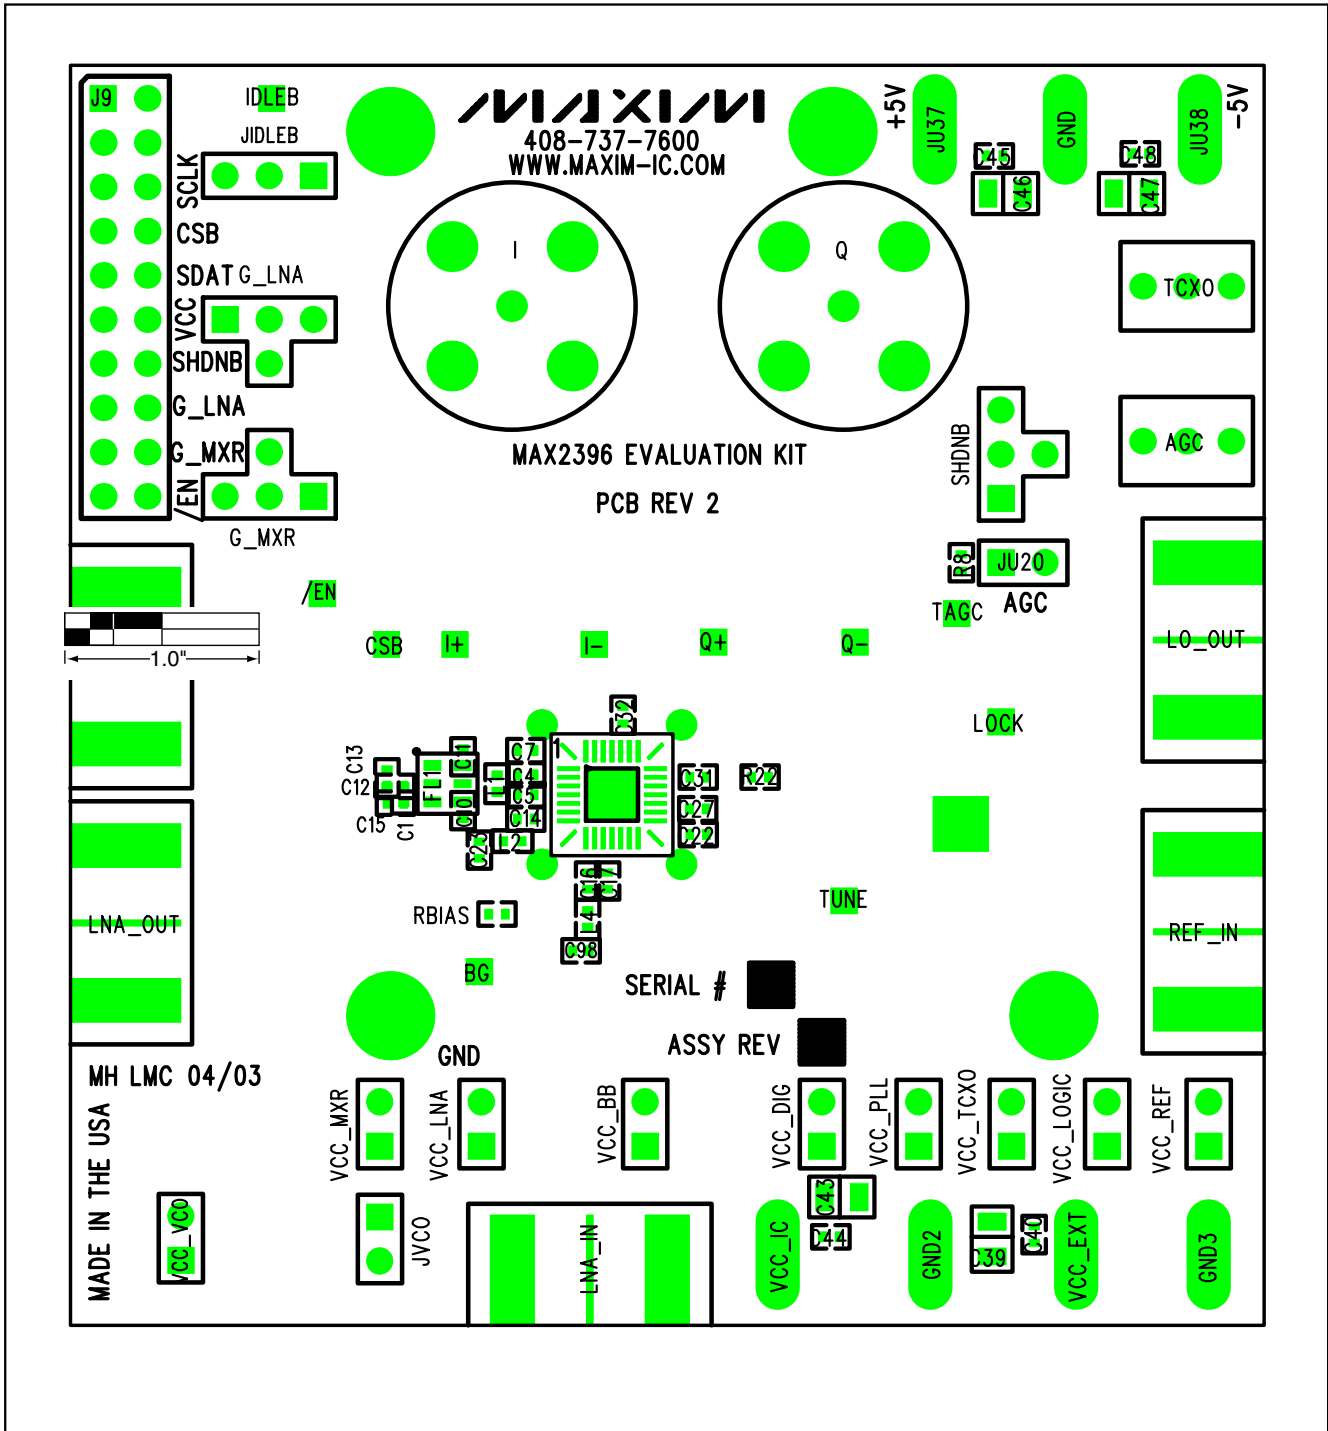 J9
IDLEB
JIDLEB
MAXIM
408-737-7600
WWW.MAXIM-IC.COM
+5V
JU37
GND
JU38
-5V
C45
C46
C48
C47
SCLK
CSB
SDAT
G_LNA
VCC
SHDNB
G_LNA
G_MXR
/EN
G_MXR
I
Q
TCXO
AGC
SHDNB
MAX2396 EVALUATION KIT
PCB REV 2
R8
JU20
AGC
TAGC
/EN
1.0"
CSB
I+
I-
Q+
Q-
LO_OUT
LOCK
C32
1
C13
C12
C15
C1
FL1
C11
C10
L1
C7
C4
C5
C14
C23
L2
C31
C27
C22
R22
C16
C17
L4
C98
RBIAS
BG
TUNE
LNA_OUT
REF_IN
SERIAL #
ASSY REV
GND
MH LMC 04/03
MADE IN THE USA
VCC_MXR
VCC_LNA
VCC_BB
VCC_DIG
VCC_PLL
VCC_TCXO
VCC_LOGIC
VCC_REF
VCC_VCO
JVCO
LNA_IN
VCC_IC
C43
C44
GND2
C39
C40
VCC_EXT
GND3